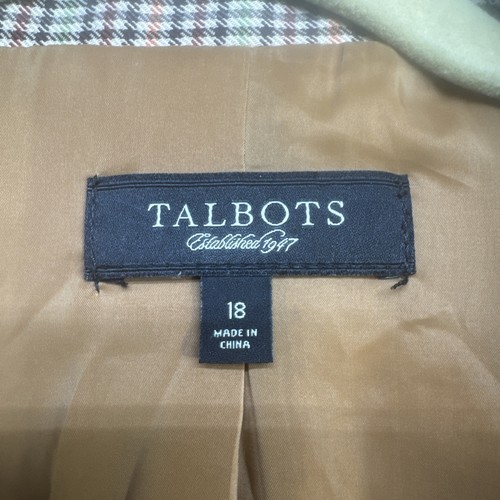 TALBOTS
Established 1947
18
MADE IN
CHINA